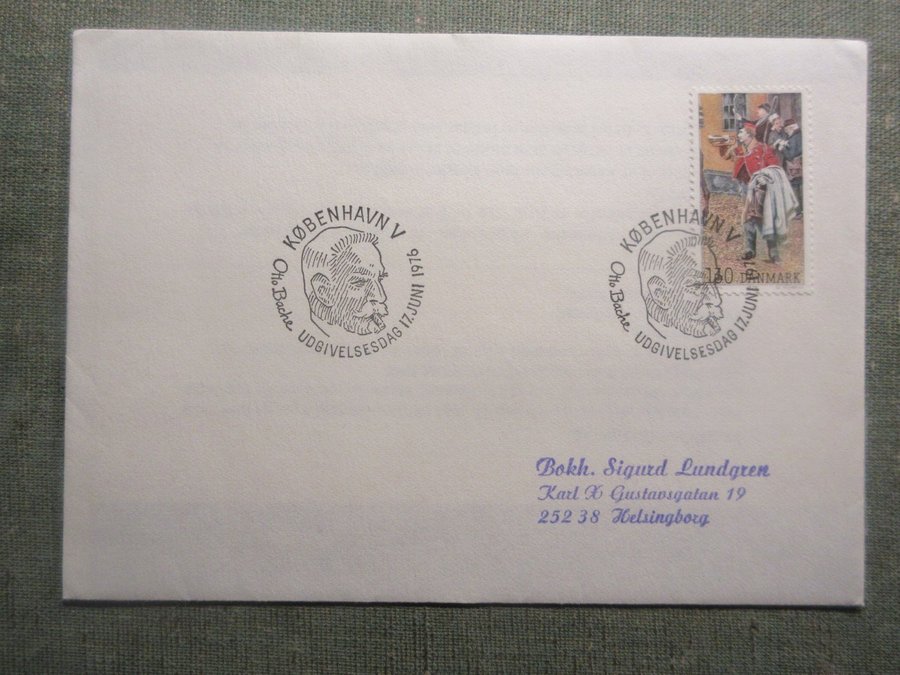 130 DANMARK
KØBENHAVN V
Otto Bache
UDGIVELSESDAG 17. JUNI 1976
KØBENHAVN V
Otto Bache
UDGIVELSESDAG 17. JUNI 1976
Bokh. Sigurd Lundgren
Karl X Gustavsgatan 19
252 38 Helsingborg